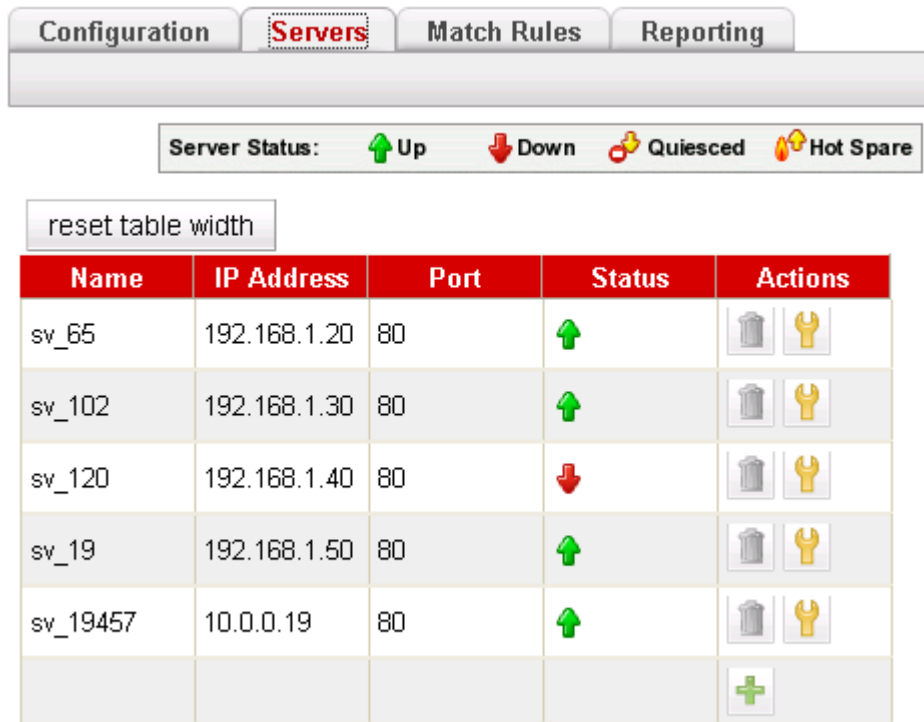 Configuration Servers Match Rules Reporting
Server Status: Up Down Quiesced Hot Spare
reset table width
Name IP Address Port Status Actions
sv_65 192.168.1.20 80
sv_102 192.168.1.30 80
sv_120 192.168.1.40 80
sv_19 192.168.1.50 80
sv_19457 10.0.0.19 80